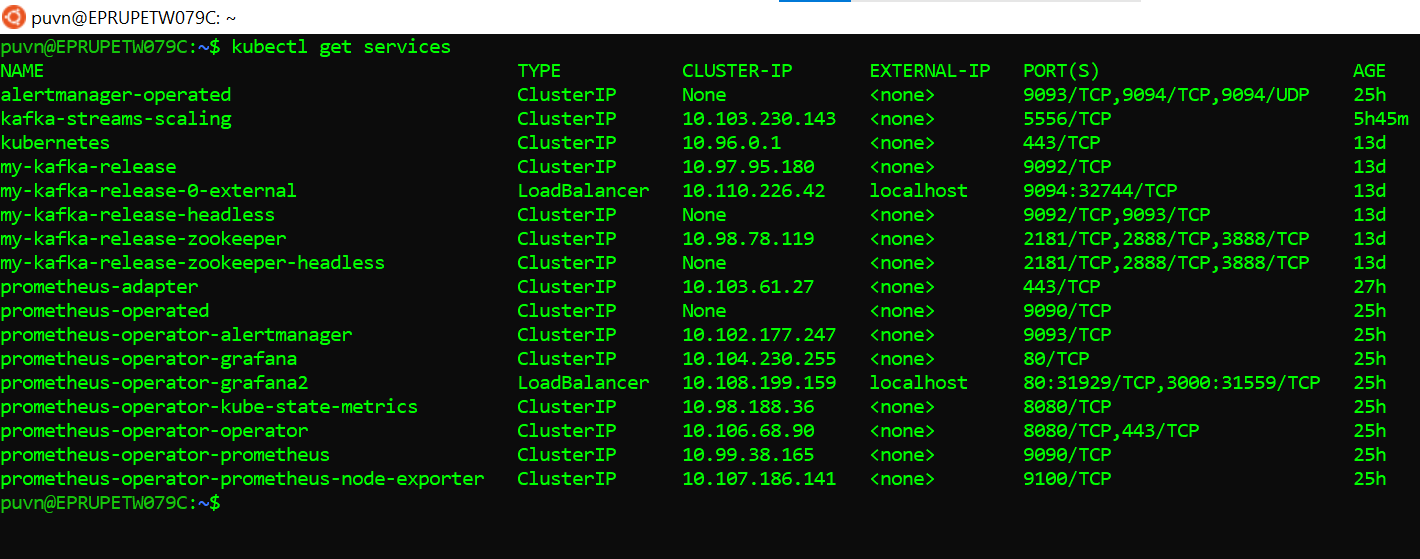 puvn@EPRUPETW079C: ~
puvn@EPRUPETW079C:~$ kubectl get services
NAME TYPE CLUSTER-IP EXTERNAL-IP PORT(S) AGE
alertmanager-operated ClusterIP None <none> 9093/TCP,9094/TCP,9094/UDP 25h
kafka-streams-scaling ClusterIP 10.103.230.143 <none> 5556/TCP 5h45m
kubernetes ClusterIP 10.96.0.1 <none> 443/TCP 13d
my-kafka-release ClusterIP 10.97.95.180 <none> 9092/TCP 13d
my-kafka-release-0-external LoadBalancer 10.110.226.42 localhost 9094:32744/TCP 13d
my-kafka-release-headless ClusterIP None <none> 9092/TCP,9093/TCP 13d
my-kafka-release-zookeeper ClusterIP 10.98.78.119 <none> 2181/TCP,2888/TCP,3888/TCP 13d
my-kafka-release-zookeeper-headless ClusterIP None <none> 2181/TCP,2888/TCP,3888/TCP 13d
prometheus-adapter ClusterIP 10.103.61.27 <none> 443/TCP 27h
prometheus-operated ClusterIP None <none> 9090/TCP 25h
prometheus-operator-alertmanager ClusterIP 10.102.177.247 <none> 9093/TCP 25h
prometheus-operator-grafana ClusterIP 10.104.230.255 <none> 80/TCP 25h
prometheus-operator-grafana2 LoadBalancer 10.108.199.159 localhost 80:31929/TCP,3000:31559/TCP 25h
prometheus-operator-kube-state-metrics ClusterIP 10.98.188.36 <none> 8080/TCP 25h
prometheus-operator-operator ClusterIP 10.106.68.90 <none> 8080/TCP,443/TCP 25h
prometheus-operator-prometheus ClusterIP 10.99.38.165 <none> 9090/TCP 25h
prometheus-operator-prometheus-node-exporter ClusterIP 10.107.186.141 <none> 9100/TCP 25h
puvn@EPRUPETW079C:~$